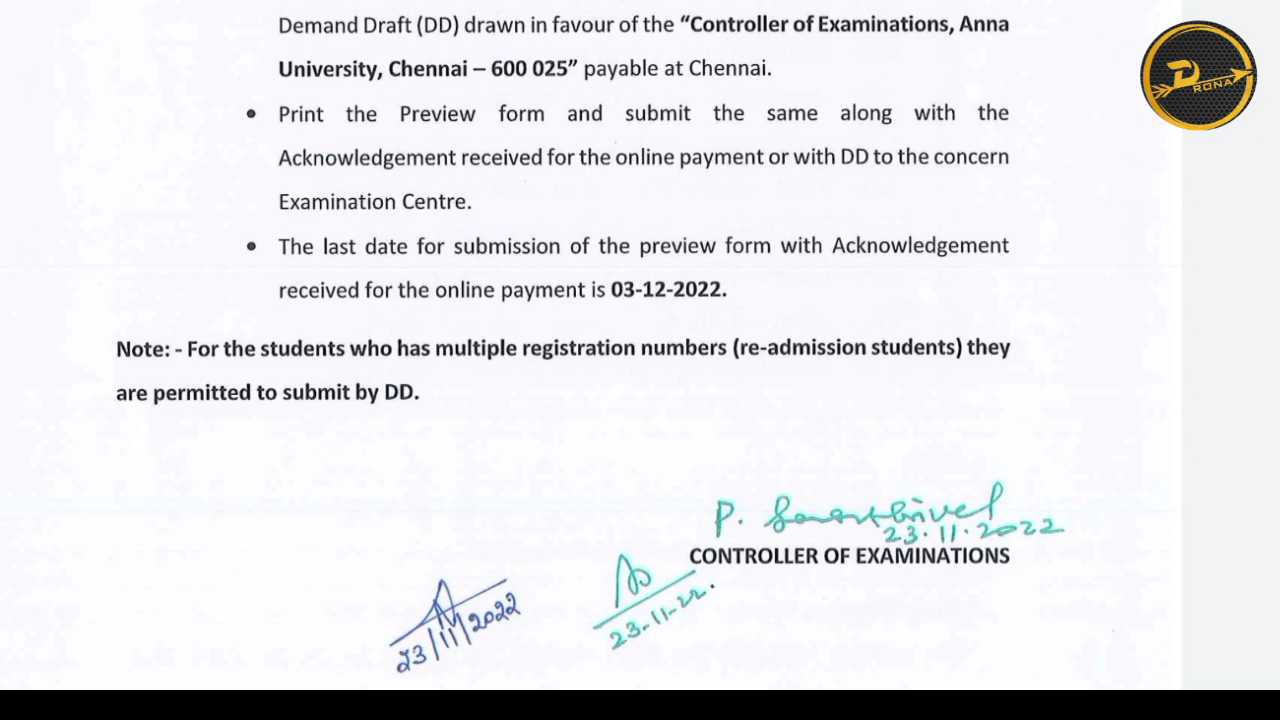 Demand Draft (DD) drawn in favour of the “Controller of Examinations, Anna
University, Chennai – 600 025” payable at Chennai.
• Print the Preview form and submit the same along with the
Acknowledgement received for the online payment or with DD to the concern
Examination Centre.
• The last date for submission of the preview form with Acknowledgement
received for the online payment is 03-12-2022.
Note: - For the students who has multiple registration numbers (re-admission students) they
are permitted to submit by DD.
P.
23.11.2022
CONTROLLER OF EXAMINATIONS
23-11-22.
23/11/2022
D
RONA